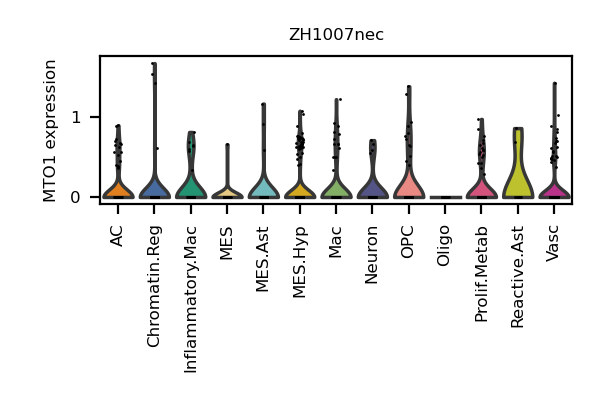 ZH1007nec
MTO1 expression
1
0
AC
Chromatin.Reg
Inflammatory.Mac
MES
MES.Ast
MES.Hyp
Mac
Neuron
OPC
Oligo
Prolif.Metab
Reactive.Ast
Vasc